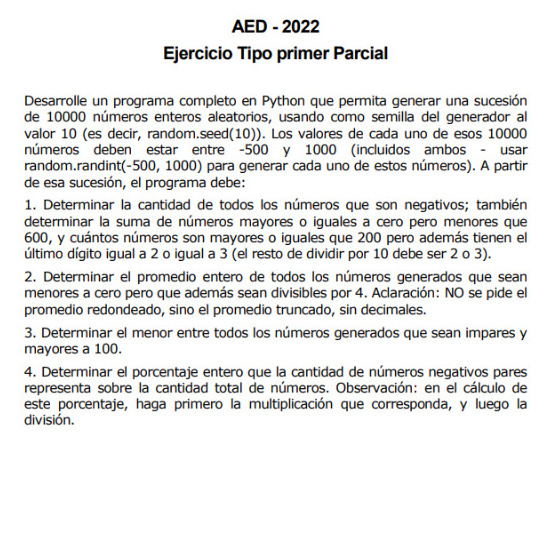 AED - 2022
Ejercicio Tipo primer Parcial
Desarrolle un programa completo en Python que permita generar una sucesión
de 10000 números enteros aleatorios, usando como semilla del generador al
valor 10 (es decir, random.seed(10)). Los valores de cada uno de esos 10000
números deben estar entre -500 y 1000 (incluidos ambos - usar
random.randint(-500, 1000) para generar cada uno de estos números). A partir
de esa sucesión, el programa debe:
1. Determinar la cantidad de todos los números que son negativos; también
determinar la suma de números mayores o iguales a cero pero menores que
600, y cuántos números son mayores o iguales que 200 pero además tienen el
último dígito igual a 2 o igual a 3 (el resto de dividir por 10 debe ser 2 o 3).
2. Determinar el promedio entero de todos los números generados que sean
menores a cero pero que además sean divisibles por 4. Aclaración: NO se pide el
promedio redondeado, sino el promedio truncado, sin decimales.
3. Determinar el menor entre todos los números generados que sean impares y
mayores a 100.
4. Determinar el porcentaje entero que la cantidad de números negativos pares
representa sobre la cantidad total de números. Observación: en el cálculo de
este porcentaje, haga primero la multiplicación que corresponda, y luego la
división.